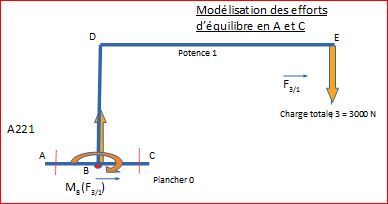 Modélisation des efforts
d'équilibre en A et C
D
E
Potence 1
F3/1
Charge totale 3 = 3000 N
A221
A
B
C
Plancher 0
MB(F3/1)